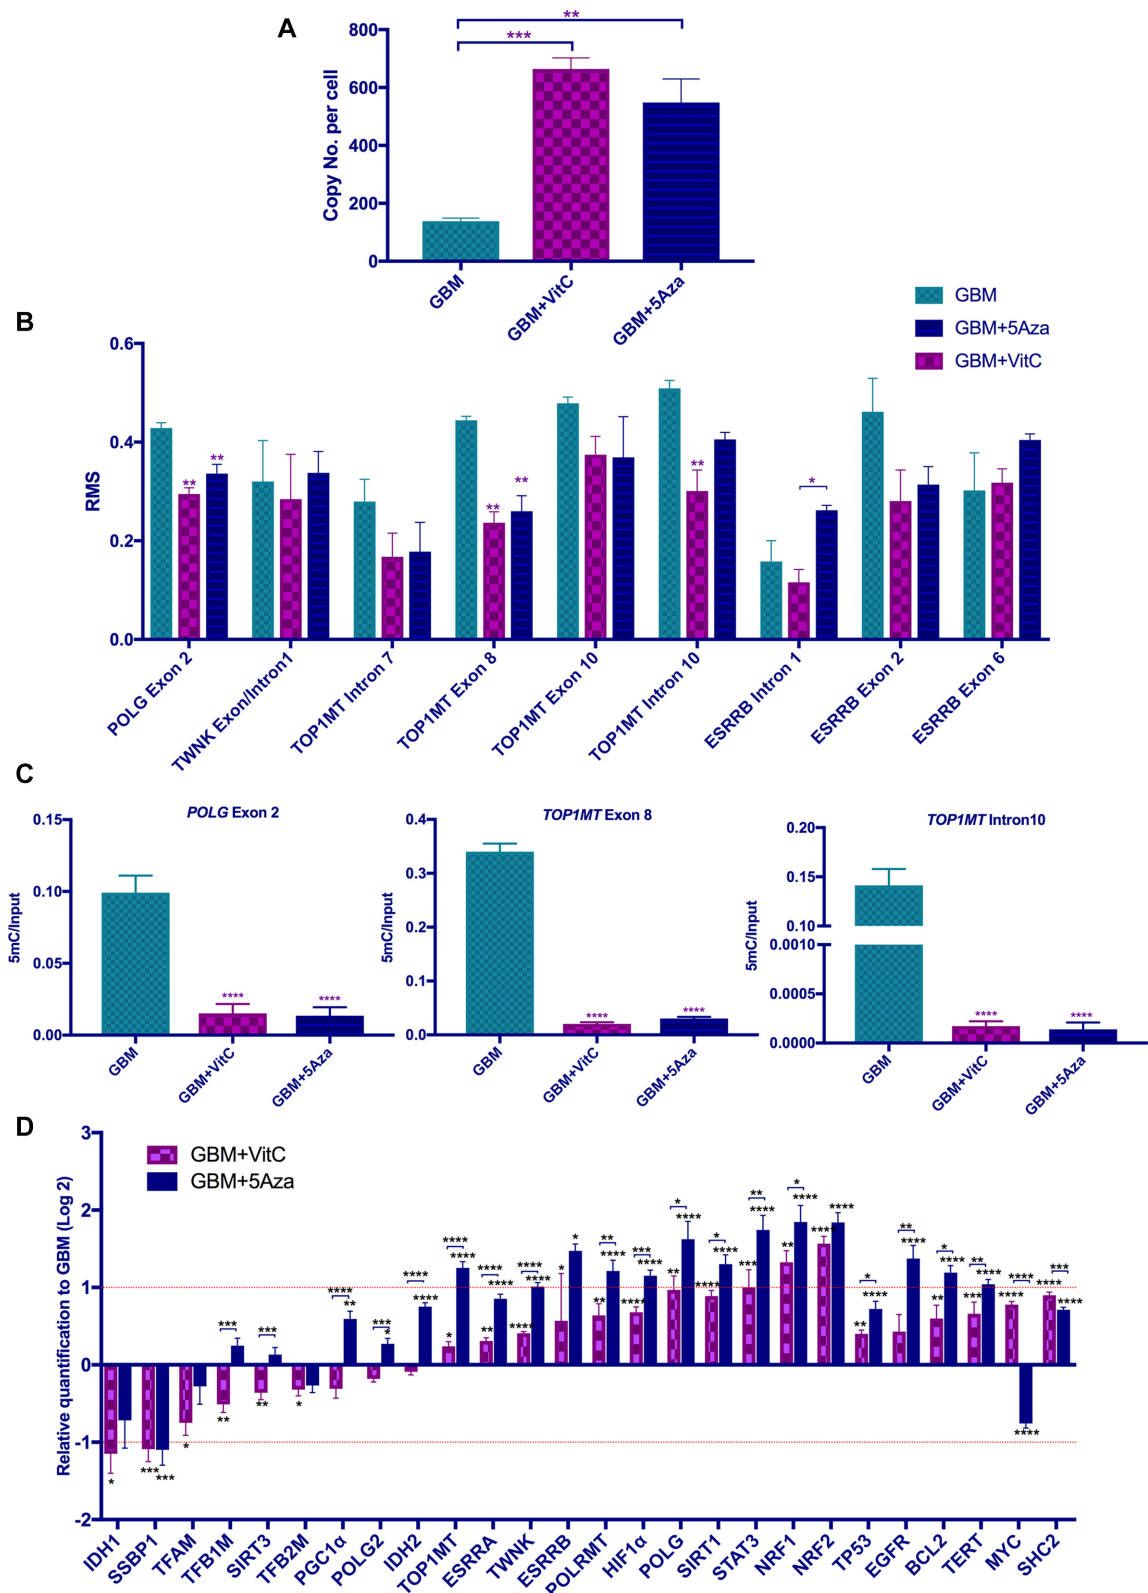 A
**
***
800
600
400
200
0
Copy No. per cell
GBM
GBM+VitC
GBM+5Aza
GBM
GBM+5Aza
GBM+VitC
B
0.6
0.4
0.2
0.0
RMS
** **
** **
**
*
POLG Exon 2
TWNK Exon/Intron1
TOP1MT Intron 7
TOP1MT Exon 8
TOP1MT Exon 10
TOP1MT Intron 10
ESRRB Intron 1
ESRRB Exon 2
ESRRB Exon 6
C
POLG Exon 2
0.15
0.10
0.05
0.00
5mC/Input
**** ****
GBM
GBM+VitC
GBM+5Aza
TOP1MT Exon 8
0.4
0.3
0.2
0.1
0.0
5mC/Input
**** ****
GBM
GBM+VitC
GBM+5Aza
TOP1MT Intron10
0.20
0.15
0.10
0.0010
0.0005
0.0000
5mC/Input
**** ****
GBM
GBM+VitC
GBM+5Aza
D
GBM+VitC
GBM+5Aza
3
2
1
0
-1
-2
Relative quantification to GBM (Log 2)
IDH1
SSBP1
TFAM
TFB1M
SIRT3
TFB2M
PGC1α
POLG2
IDH2
TOP1MT
ESRRA
TWNK
ESRRB
POLRMT
HIF1α
POLG
SIRT1
STAT3
NRF1
NRF2
TP53
EGFR
BCL2
TERT
MYC
SHC2